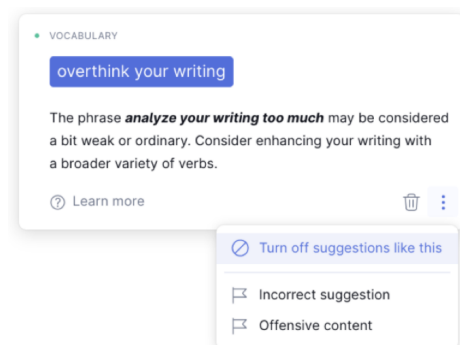 VOCABULARY
overthink your writing
The phrase analyze your writing too much may be considered
a bit weak or ordinary. Consider enhancing your writing with
a broader variety of verbs.
Learn more
Turn off suggestions like this
Incorrect suggestion
Offensive content